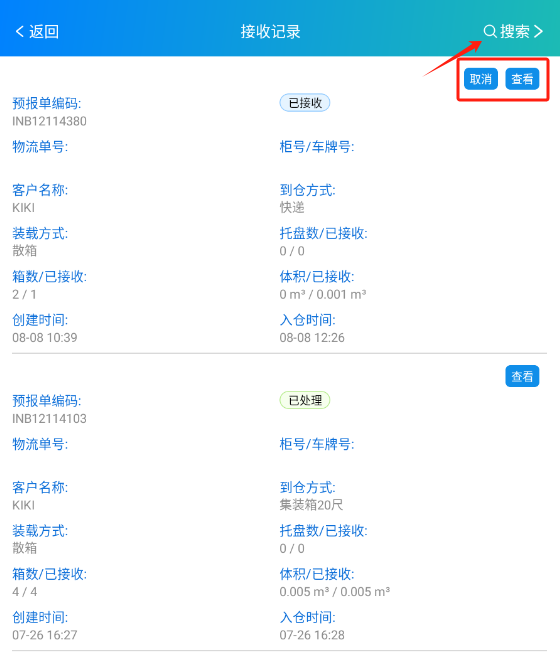 返回 接收记录 搜索
取消 查看
预报单编码: 已接收
INB12114380
物流单号: 柜号/车牌号:
客户名称: 到仓方式:
KIKI 快递
装载方式: 托盘数/已接收:
散箱 0 / 0
箱数/已接收: 体积/已接收:
2 / 1 0 m³ / 0.001 m³
创建时间: 入仓时间:
08-08 10:39 08-08 12:26
查看
预报单编码: 已处理
INB12114103
物流单号: 柜号/车牌号:
客户名称: 到仓方式:
KIKI 集装箱20尺
装载方式: 托盘数/已接收:
散箱 0 / 0
箱数/已接收: 体积/已接收:
4 / 4 0.005 m³ / 0.005 m³
创建时间: 入仓时间:
07-26 16:27 07-26 16:28